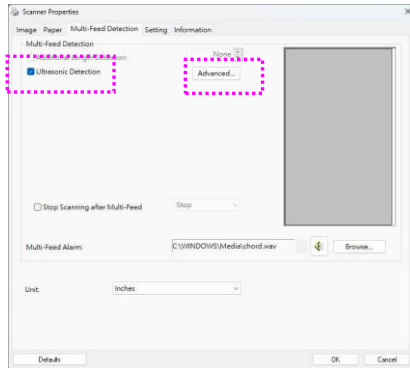 Scanner Properties
Image Paper Multi-Feed Detection Setting Information
Multi-Feed Detection
None
Ultrasonic Detection
Advanced...
Stop Scanning after Multi-Feed
Stop
Multi-Feed Alarm:
C:\WINDOWS\Media\chord.wav
Browse...
Unit:
Inches
Defaults
OK
Cancel